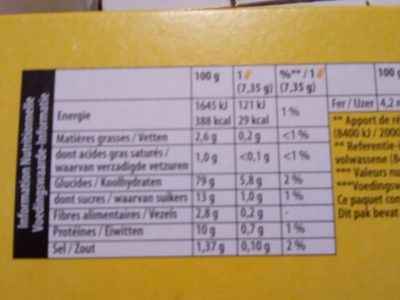 Information Nutritionnelle
Voedingswaarde-Informatie
100 g 1 (7,35 g) %** / 1 (7,35 g)
Energie 1645 kJ 121 kJ 1 %
388 kcal 29 kcal
Matières grasses / Vetten 2,6 g 0,2 g <1 %
dont acides gras saturés / 1,0 g <0,1 g <1 %
waarvan verzadigde vetzuren
Glucides / Koolhydraten 79 g 5,8 g 2 %
dont sucres / waarvan suikers 13 g 1,0 g 1 %
Fibres alimentaires / Vezels 2,8 g 0,2 g -
Protéines / Eiwitten 10 g 0,7 g 1 %
Sel / Zout 1,37 g 0,10 g 2 %
100
Fer / IJzer 4,2
** Apport de
(8400 kJ / 2000
** Referentie-
volwassene (84
*** Valeurs
***Voedingsw
Ce paquet con
Dit pak bevat